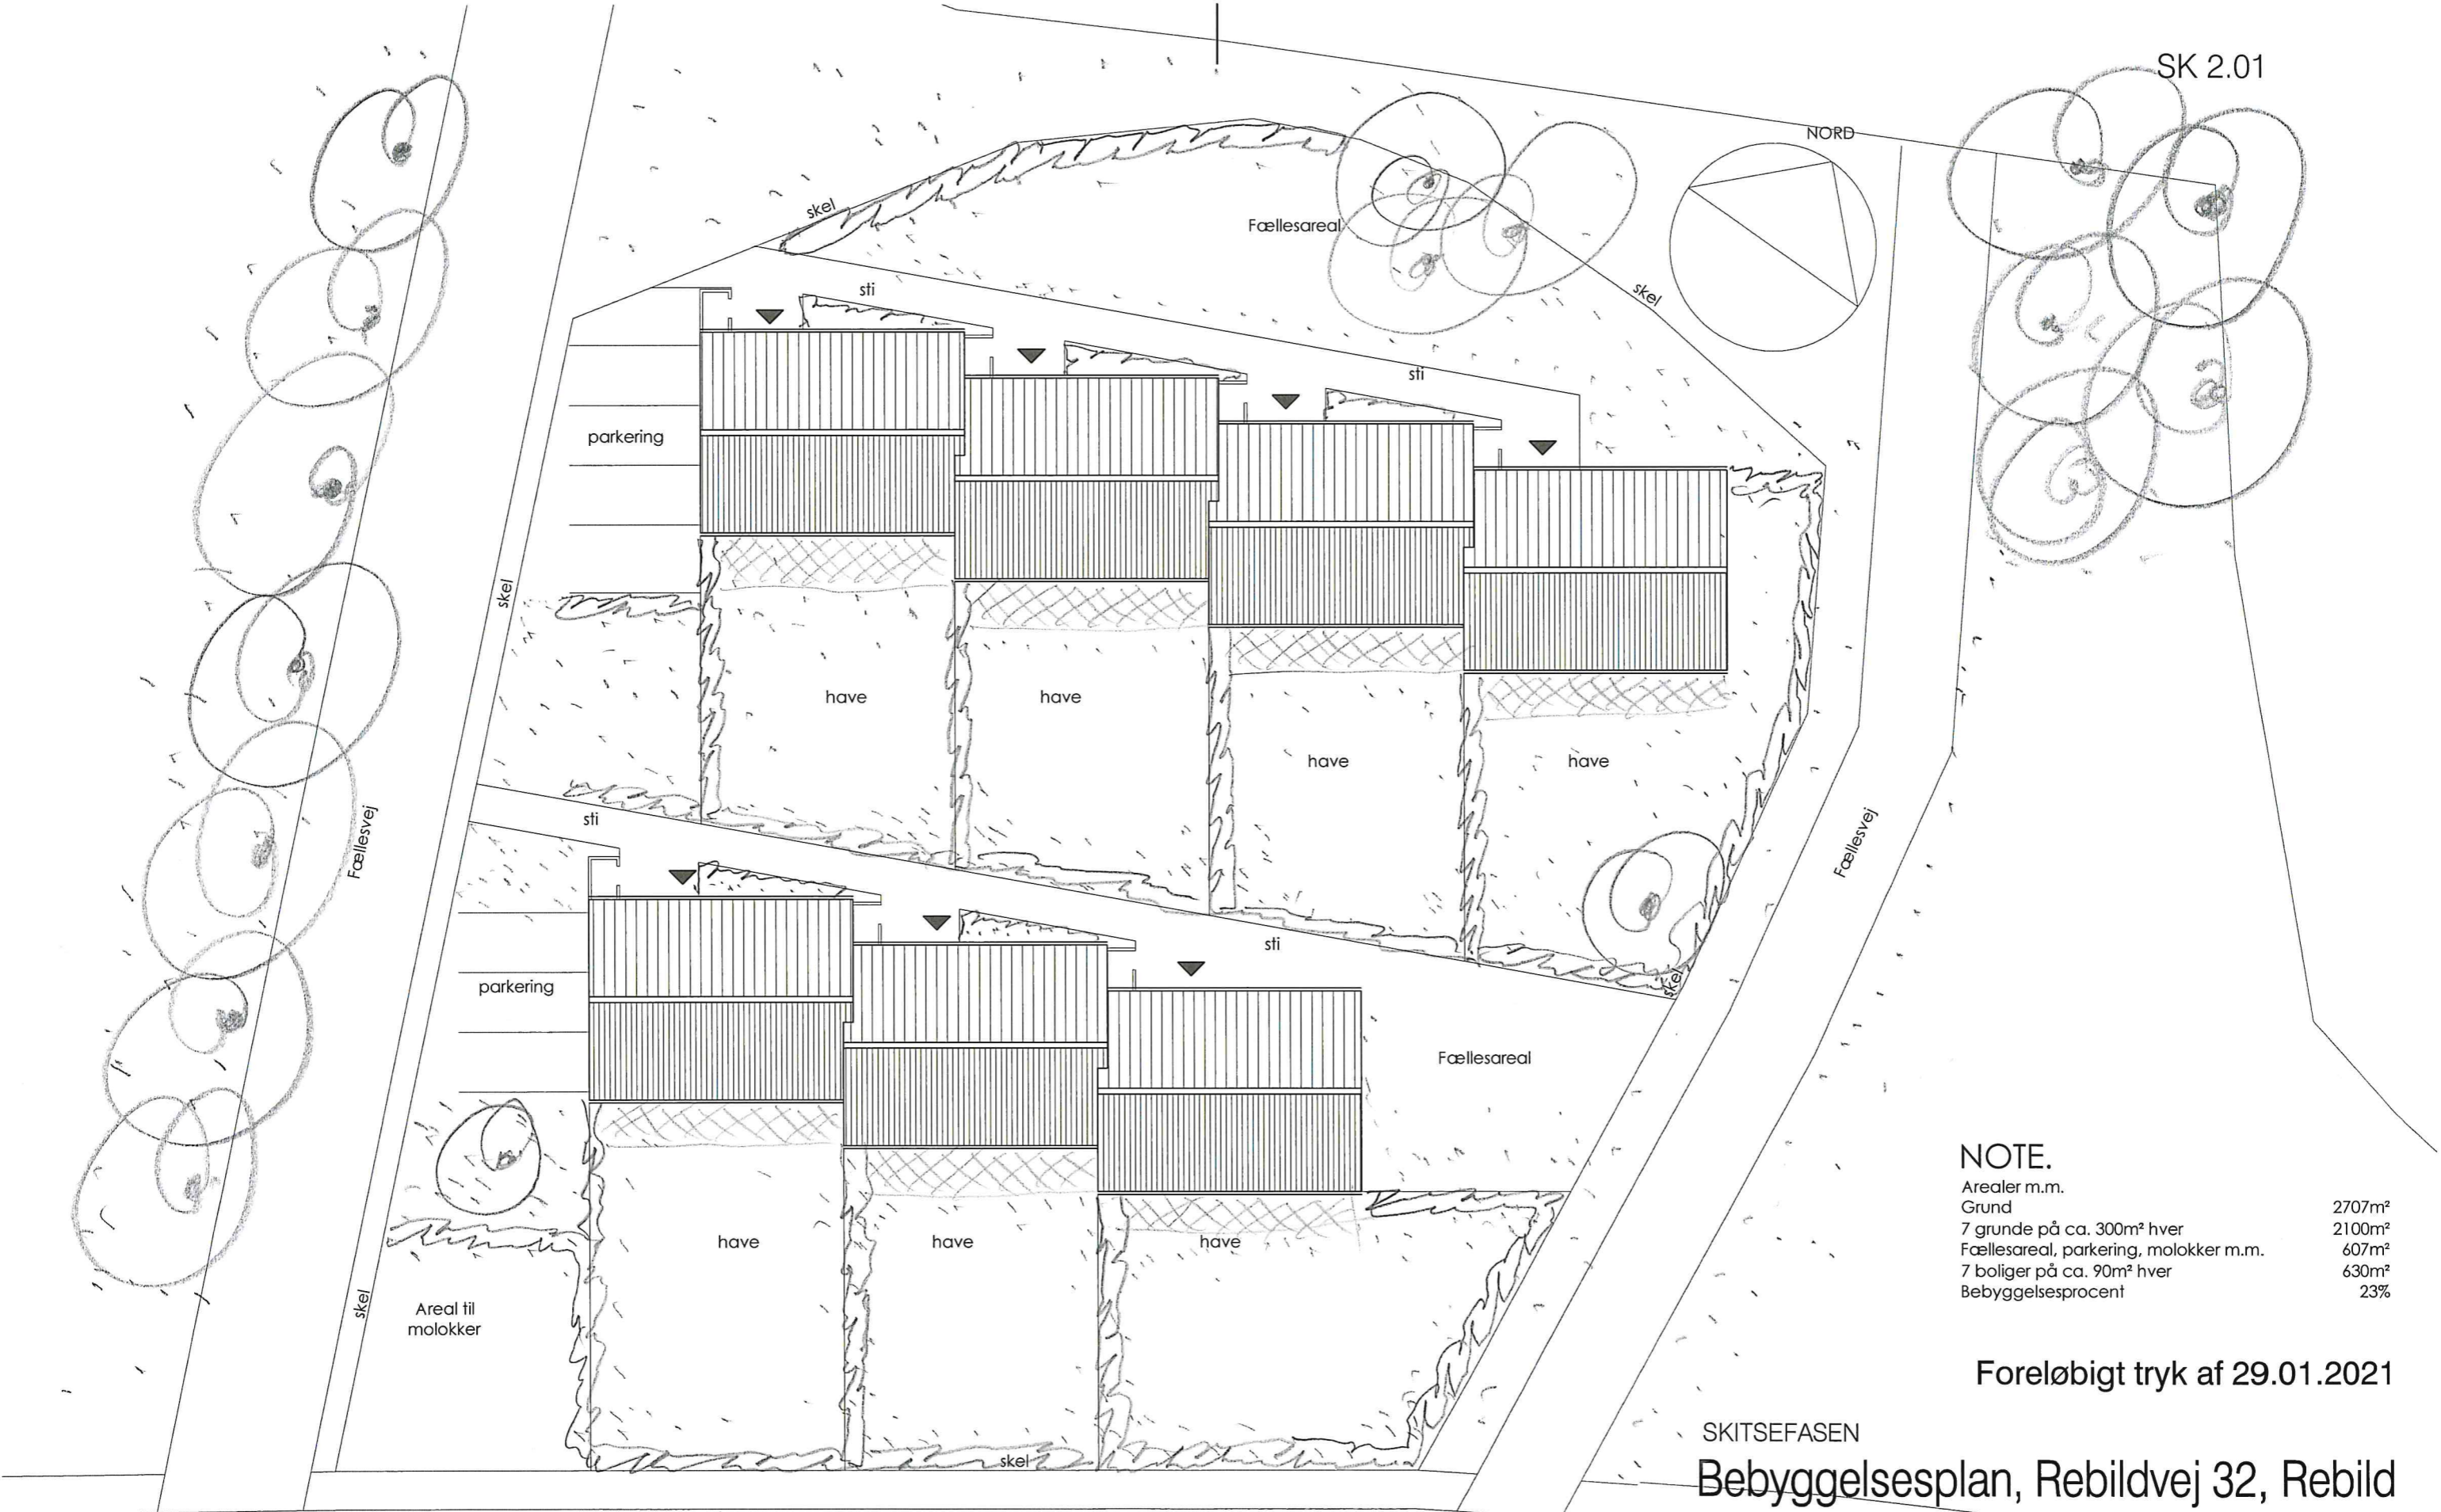 SK 2.01
NORD
skel
Fællesareal
sti
skel
sti
parkering
skel
have
have
have
have
sti
Fællesvej
Fællesvej
sti
skel
parkering
Fællesareal
have
have
have
skel
Areal til
molokker
skel
NOTE.
Arealer m.m.
Grund 2707m²
7 grunde på ca. 300m² hver 2100m²
Fællesareal, parkering, molokker m.m. 607m²
7 boliger på ca. 90m² hver 630m²
Bebyggelsesprocent 23%
Foreløbigt tryk af 29.01.2021
SKITSEFASEN
Bebyggelsesplan, Rebildvej 32, Rebild